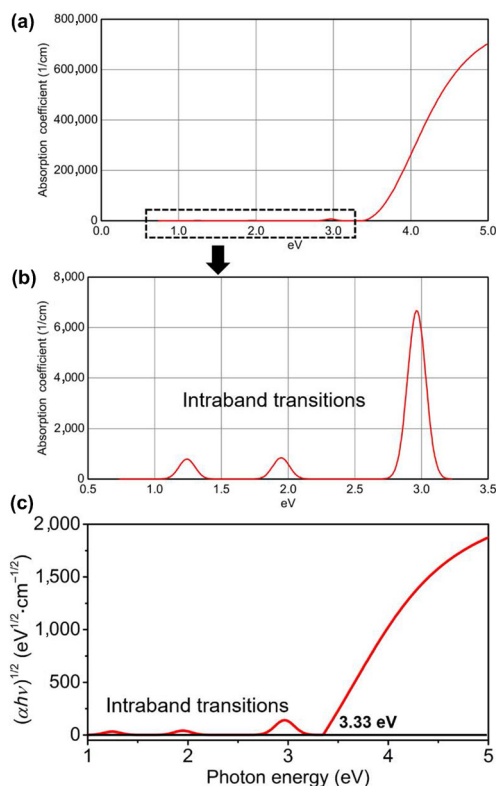 (a)
Absorption coefficient (1/cm)
800,000
600,000
400,000
200,000
0
0.0 1.0 2.0 3.0 4.0 5.0
eV
(b)
Absorption coefficient (1/cm)
8,000
6,000
4,000
2,000
0
Intraband transitions
0.5 1.0 1.5 2.0 2.5 3.0 3.5
eV
(c)
(αhν)^1/2 (eV^1/2·cm^−1/2)
2,000
1,500
1,000
500
0
Intraband transitions
3.33 eV
1 2 3 4 5
Photon energy (eV)